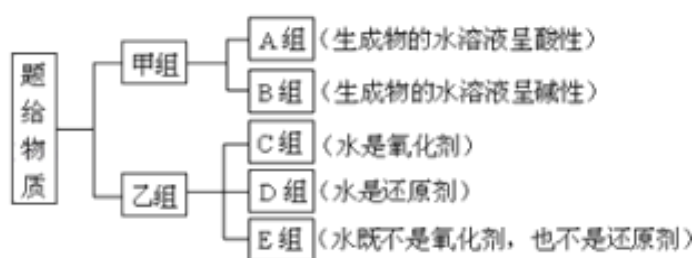 题给物质
甲组
A组(生成物的水溶液呈酸性)
B组(生成物的水溶液呈碱性)
乙组
C组(水是氧化剂)
D组(水是还原剂)
E组(水既不是氧化剂,也不是还原剂)